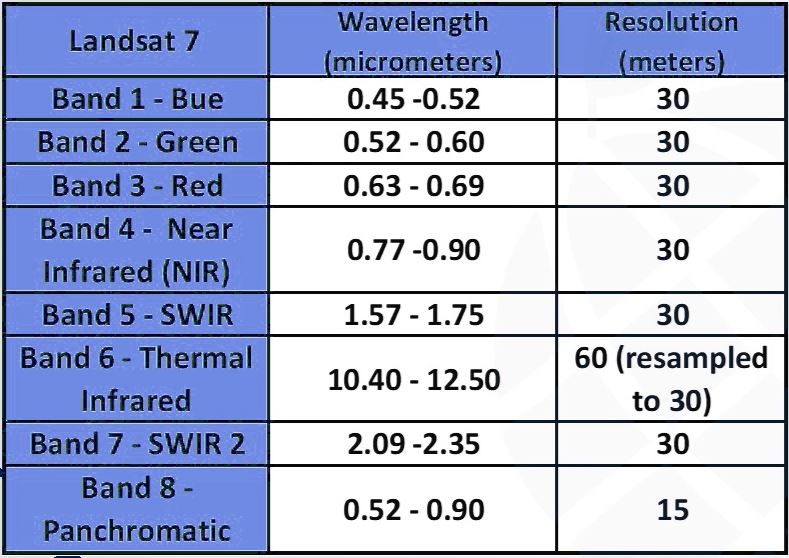 Landsat 7 Wavelength (micrometers) Resolution (meters)
Band 1 - Bue 0.45 -0.52 30
Band 2 - Green 0.52 - 0.60 30
Band 3 - Red 0.63 - 0.69 30
Band 4 -  Near Infrared (NIR) 0.77 -0.90 30
Band 5 - SWIR 1.57 - 1.75 30
Band 6 - Thermal Infrared 10.40 - 12.50 60 (resampled to 30)
Band 7 - SWIR 2 2.09 -2.35 30
Band 8 - Panchromatic 0.52 - 0.90 15